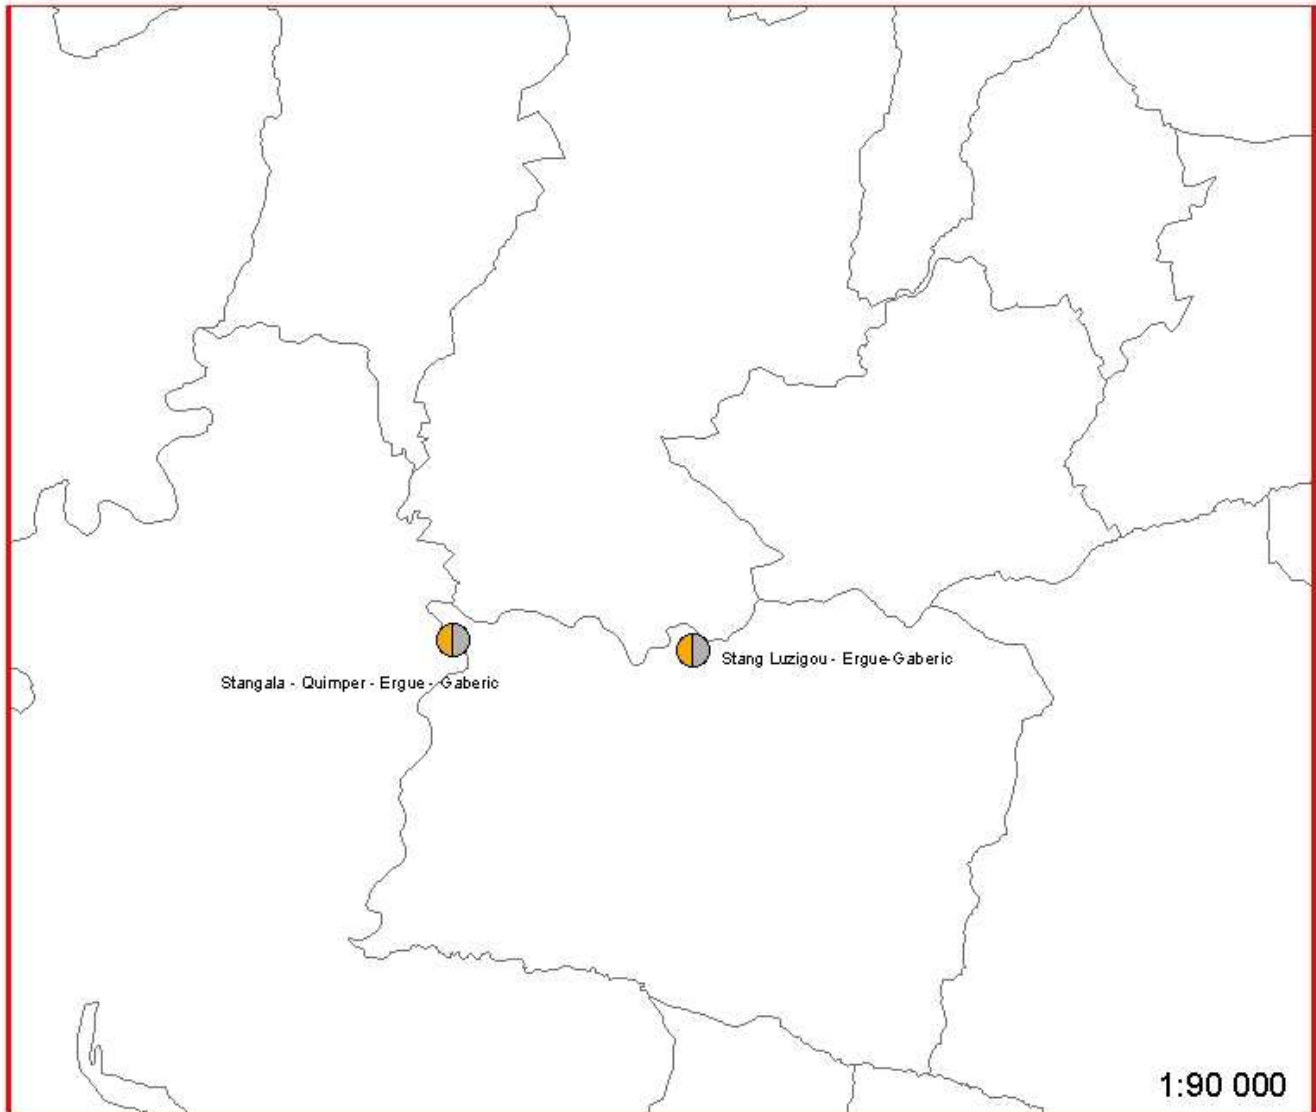 Stang Luzigou - Ergue-Gaberic
Stangala - Quimper - Ergue - Gaberic
1:90 000